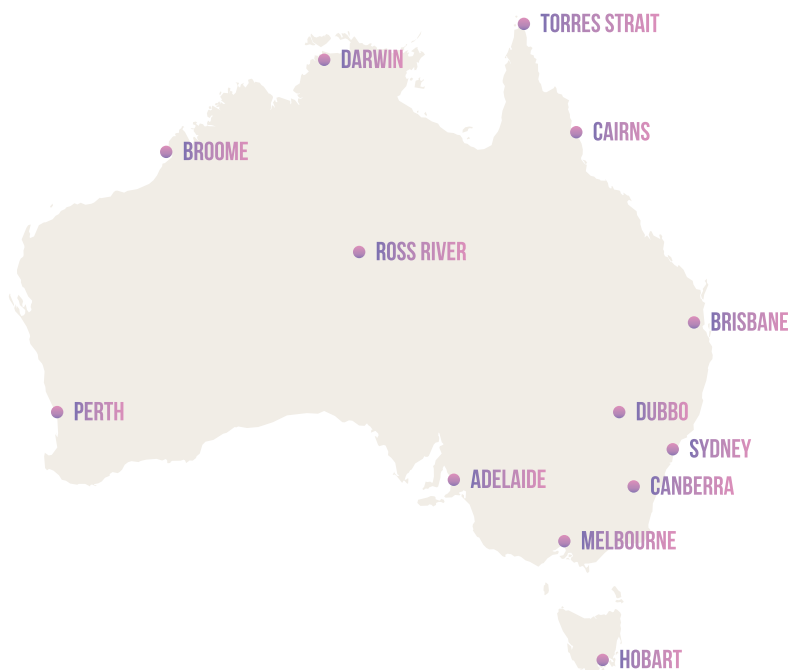 TORRES STRAIT
DARWIN
CAIRNS
BROOME
ROSS RIVER
BRISBANE
PERTH
DUBBO
SYDNEY
ADELAIDE
CANBERRA
MELBOURNE
HOBART